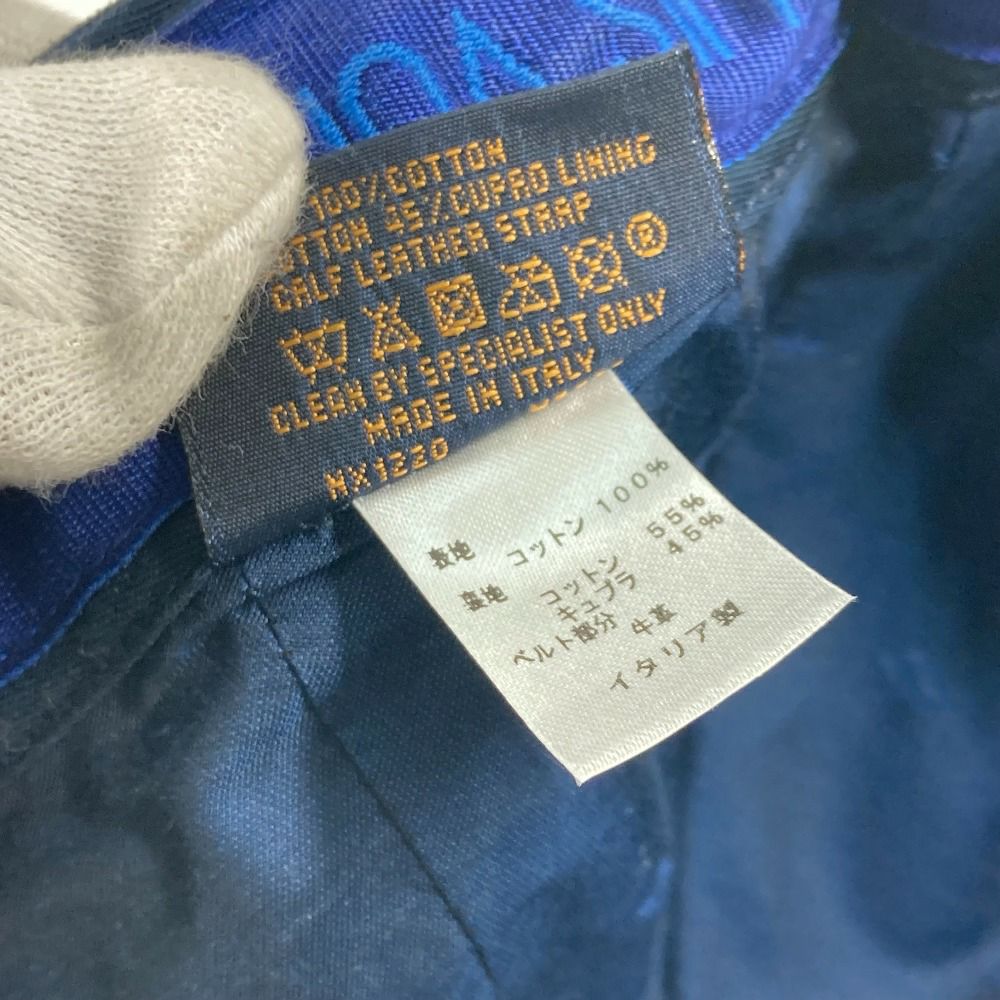 100% COTTON
COTTON 45% CUPRO LINING
CALF LEATHER STRAP
®
CLEAN BY SPECIALIST ONLY
MADE IN ITALY
NX1220
表地 コットン 100%
裏地 コットン 55%
キュプラ 45%
ベルト部分 牛革
イタリア製